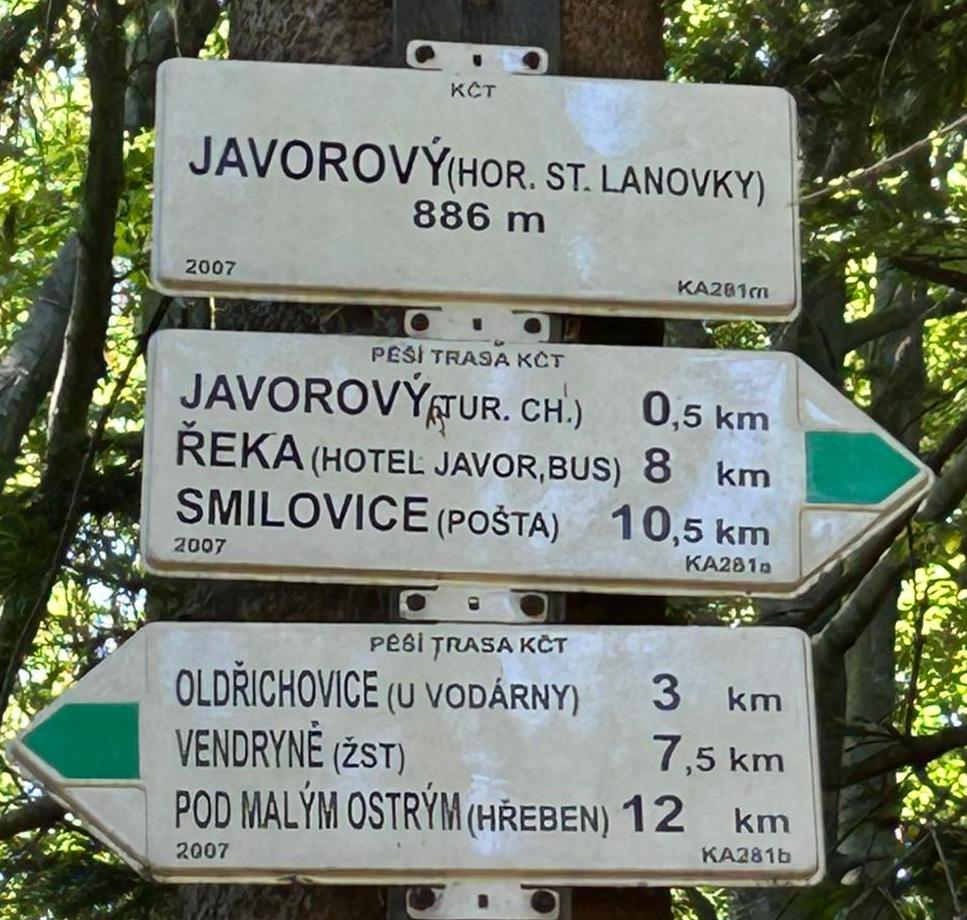 KČT
JAVOROVÝ (HOR. ST. LANOVKY)
886 m
2007 KA281m
PĚŠÍ TRASA KČT
JAVOROVÝ (TUR. CH.) 0,5 km
ŘEKA (HOTEL JAVOR, BUS) 8 km
SMILOVICE (POŠTA) 10,5 km
2007 KA281a
PĚŠÍ TRASA KČT
OLDŘICHOVICE (U VODÁRNY) 3 km
VENDRYNĚ (ŽST) 7,5 km
POD MALÝM OSTRÝM (HŘEBEN) 12 km
2007 KA281b